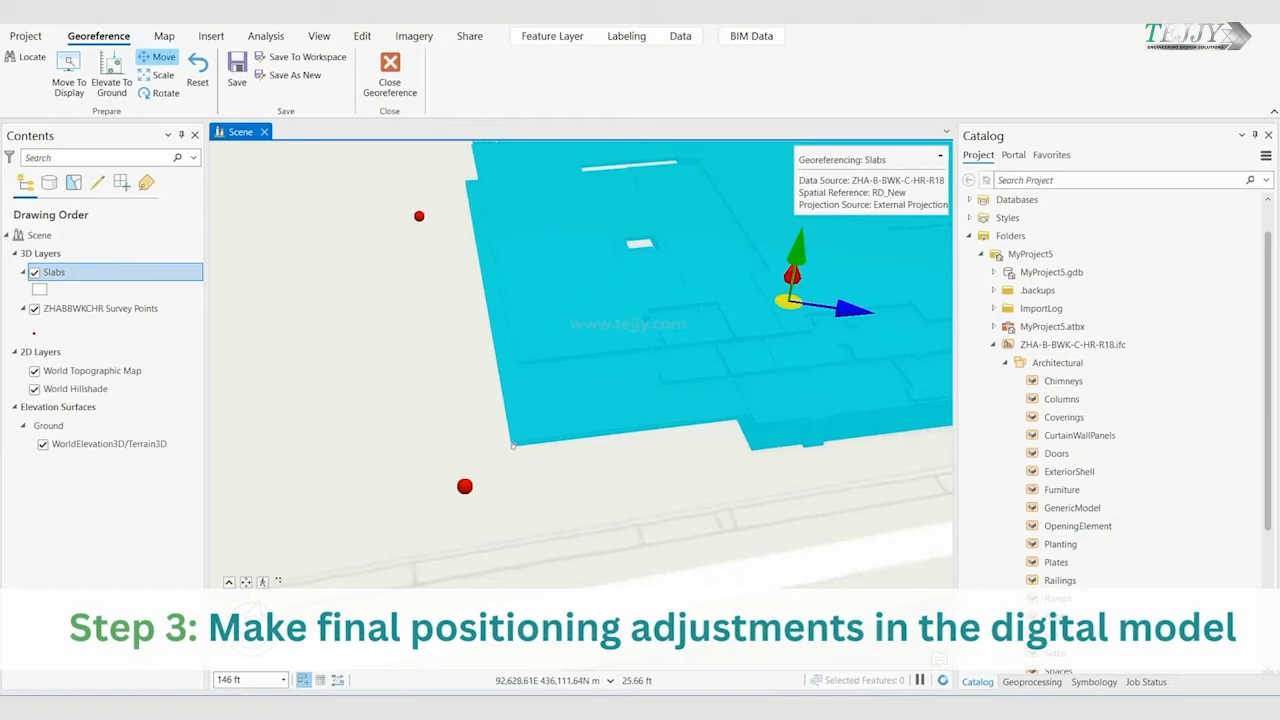 TEJJY
ENGINEERING DESIGN SOLUTIONS
Project Georeference Map Insert Analysis View Edit Imagery Share Feature Layer Labeling Data BIM Data
Locate
Move To Display
Elevate To Ground
Move
Scale
Rotate
Reset
Prepare
Save
Save To Workspace
Save As New
Save
Close Georeference
Close
Contents
Search
Drawing Order
Scene
3D Layers
Slabs
ZHABBWKCHR Survey Points
2D Layers
World Topographic Map
World Hillshade
Elevation Surfaces
Ground
WorldElevation3D/Terrain3D
Scene
Georeferencing: Slabs
Data Source: ZHA-B-BWK-C-HR-R18
Spatial Reference: RD_New
Projection Source: External Projection
www.tejjy.com
146 ft
92,628.61E 436,111.64N m
25.66 ft
Selected Features: 0
Catalog
Project Portal Favorites
Search Project
Databases
Styles
Folders
MyProject5
MyProject5.gdb
.backups
ImportLog
MyProject5.atbx
ZHA-B-BWK-C-HR-R18.ifc
Architectural
Chimneys
Columns
Coverings
CurtainWallPanels
Doors
ExteriorShell
Furniture
GenericModel
OpeningElement
Planting
Plates
Railings
Ramps
Slabs
Spaces
Catalog Geoprocessing Symbology Job Status
Step 3: Make final positioning adjustments in the digital model